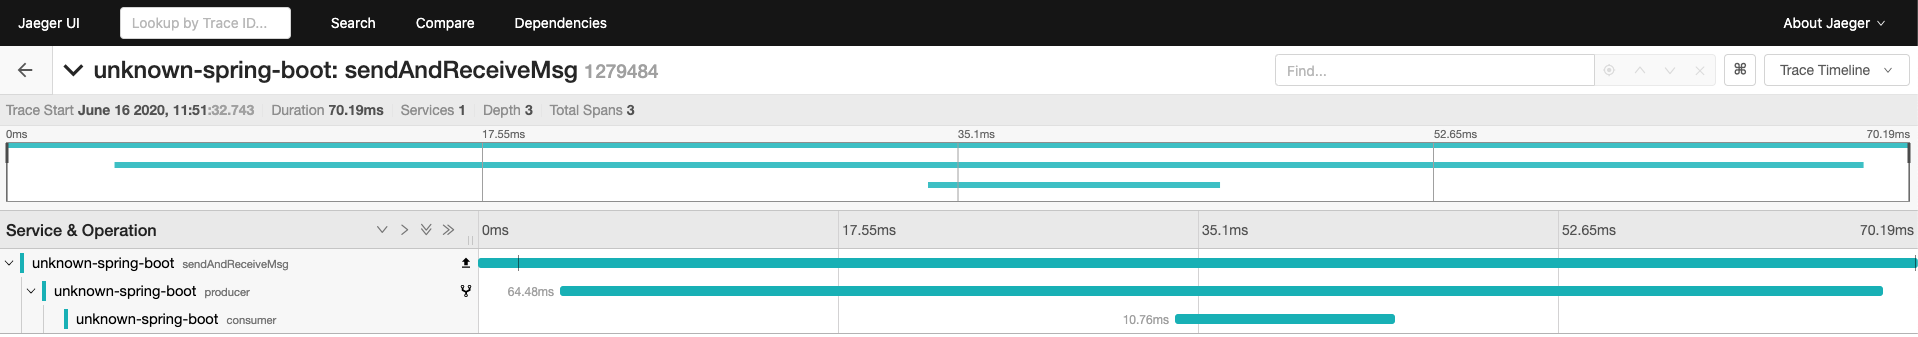 Jaeger UI Lookup by Trace ID... Search Compare Dependencies About Jaeger
unknown-spring-boot: sendAndReceiveMsg 1279484 Find... ⌘ Trace Timeline
Trace Start June 16 2020, 11:51:32.743 Duration 70.19ms Services 1 Depth 3 Total Spans 3
0ms 17.55ms 35.1ms 52.65ms 70.19ms
Service & Operation 0ms 17.55ms 35.1ms 52.65ms 70.19ms
unknown-spring-boot sendAndReceiveMsg
unknown-spring-boot producer 64.48ms
unknown-spring-boot consumer 10.76ms